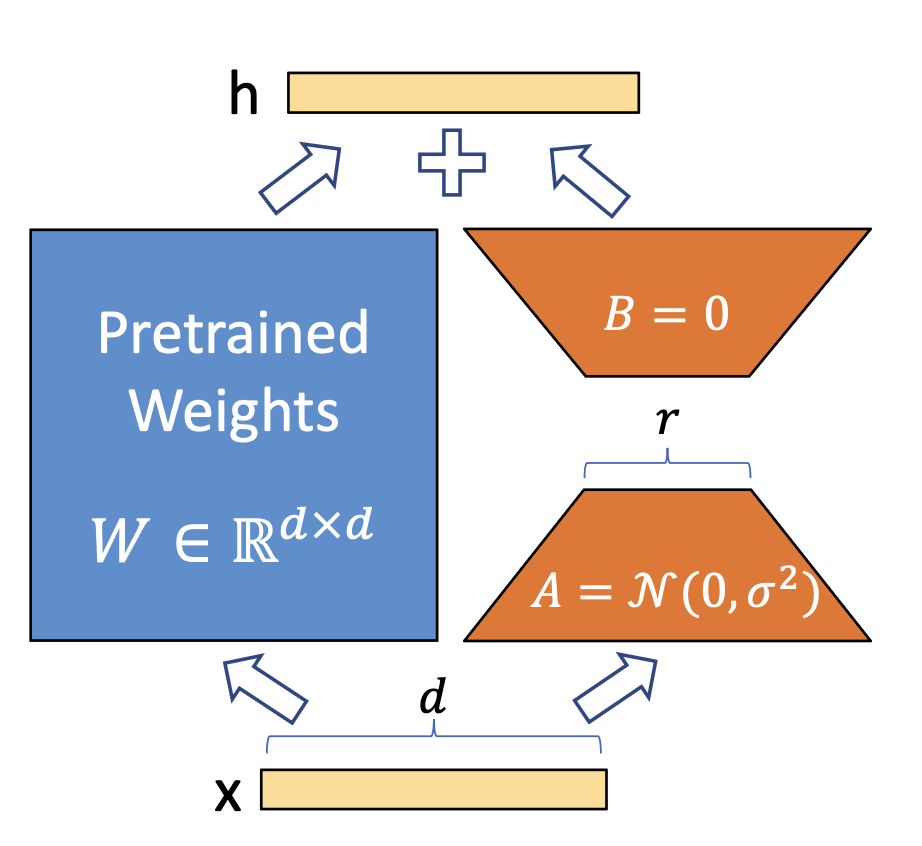 h
Pretrained
Weights
W ∈ ℝ^{d×d}
B = 0
r
A = 𝒩(0, σ²)
d
x